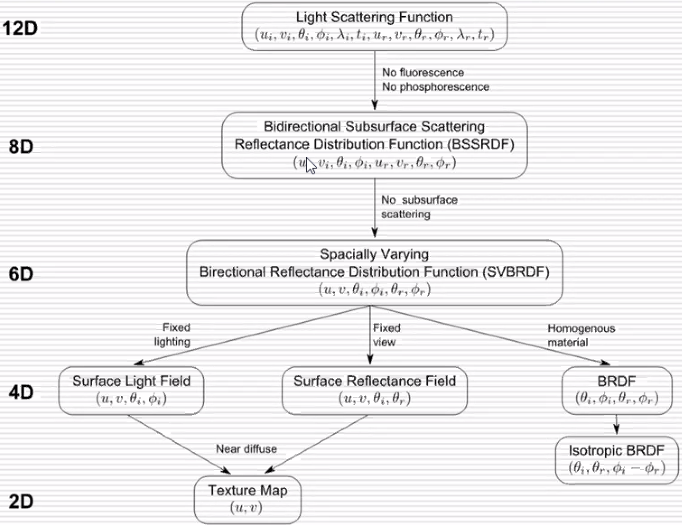 12D
Light Scattering Function
(u_i, v_i, θ_i, ϕ_i, λ_i, t_i, u_r, v_r, θ_r, ϕ_r, λ_r, t_r)
No fluorescence
No phosphorescence
8D
Bidirectional Subsurface Scattering
Reflectance Distribution Function (BSSRDF)
(u v_i, θ_i, ϕ_i, u_r, v_r, θ_r, ϕ_r)
No subsurface
scattering
6D
Spacially Varying
Birectional Reflectance Distribution Function (SVBRDF)
(u, v, θ_i, ϕ_i, θ_r, ϕ_r)
Fixed
lighting
Fixed
view
Homogenous
material
4D
Surface Light Field
(u, v, θ_i, ϕ_i)
Surface Reflectance Field
(u, v, θ_i, θ_r)
BRDF
(θ_i, ϕ_i, θ_r, ϕ_r)
Near diffuse
Isotropic BRDF
(θ_i, θ_r, ϕ_i − ϕ_r)
2D
Texture Map
(u, v)